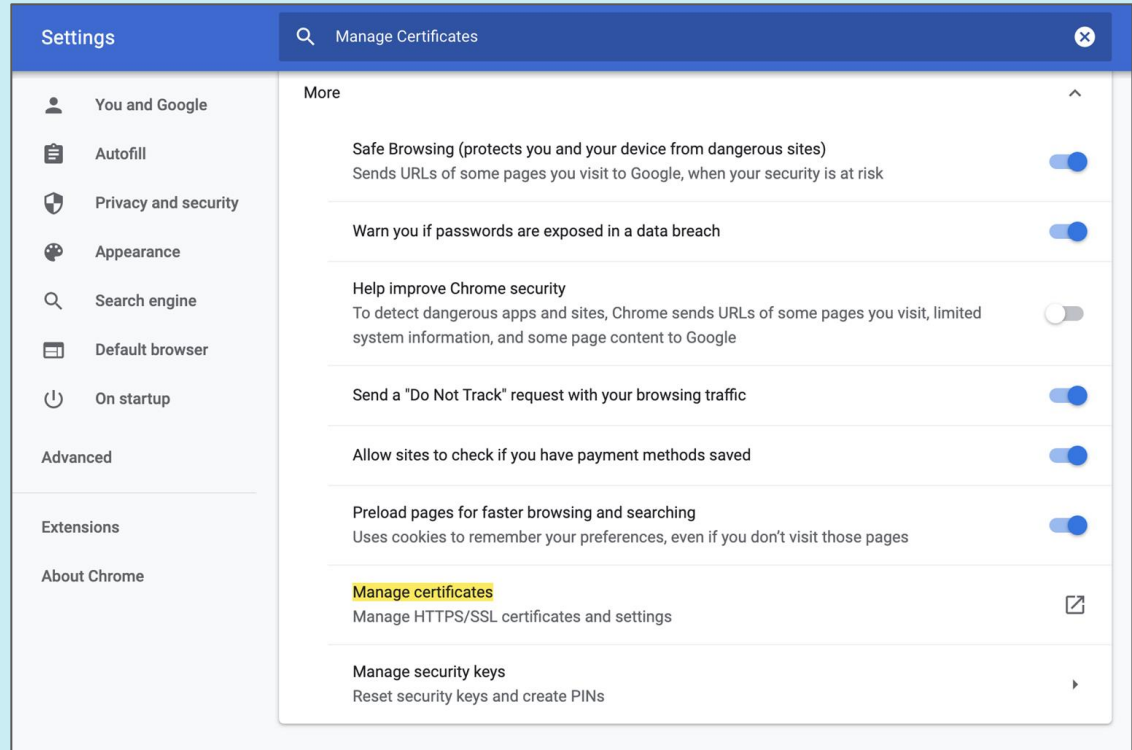 Settings
Manage Certificates
You and Google
Autofill
Privacy and security
Appearance
Search engine
Default browser
On startup
Advanced
Extensions
About Chrome
More
Safe Browsing (protects you and your device from dangerous sites)
Sends URLs of some pages you visit to Google, when your security is at risk
Warn you if passwords are exposed in a data breach
Help improve Chrome security
To detect dangerous apps and sites, Chrome sends URLs of some pages you visit, limited
system information, and some page content to Google
Send a "Do Not Track" request with your browsing traffic
Allow sites to check if you have payment methods saved
Preload pages for faster browsing and searching
Uses cookies to remember your preferences, even if you don’t visit those pages
Manage certificates
Manage HTTPS/SSL certificates and settings
Manage security keys
Reset security keys and create PINs